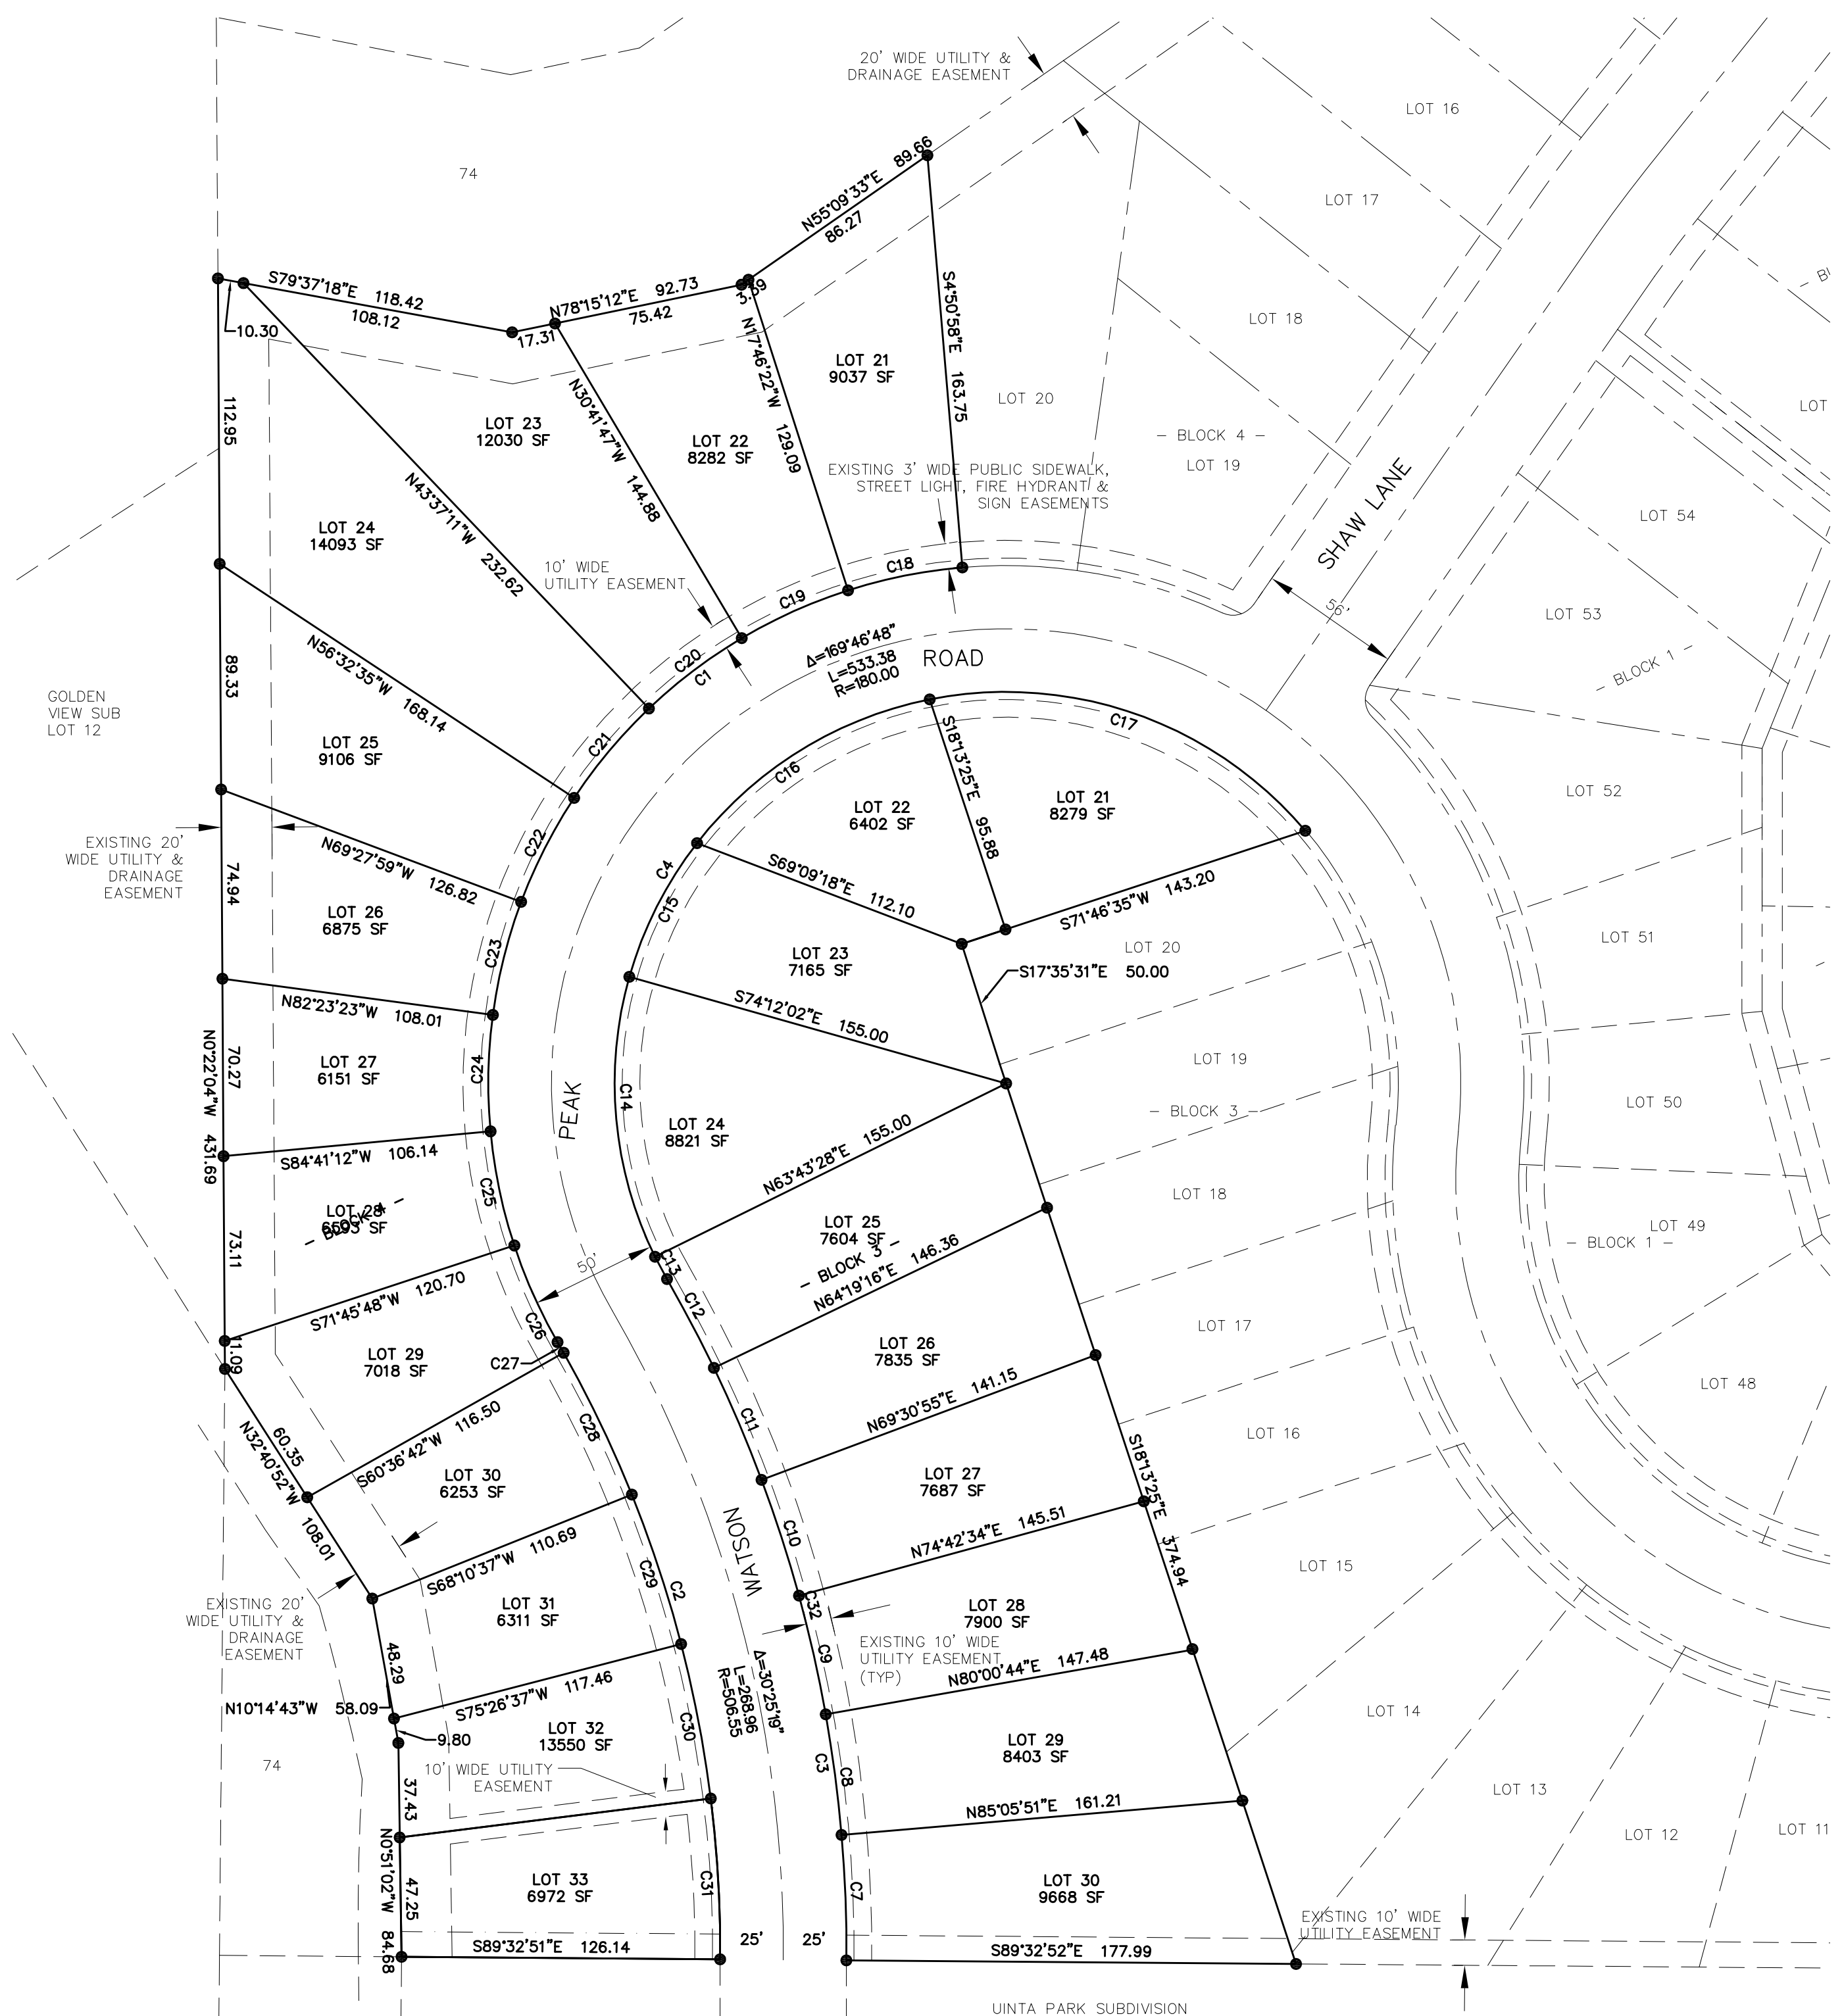 20' WIDE UTILITY &
DRAINAGE EASEMENT
LOT 16
74
LOT 17
N55°09'33"E 89.66
86.27
S79°37'18"E 118.42
108.12
10.30
N78°15'12"E 92.73
75.42
17.31
3.39
LOT 18
S4°50'58"E 163.75
N17°46'22"W 129.09
LOT 21
9037 SF
LOT 20
N30°41'47"W 144.88
LOT 23
12030 SF
LOT 22
8282 SF
112.95
- BLOCK 4 -
LOT 19
LOT
EXISTING 3' WIDE PUBLIC SIDEWALK,
STREET LIGHT, FIRE HYDRANT &
SIGN EASEMENTS
SHAW LANE
56'
LOT 54
LOT 24
14093 SF
N43°37'11"W 232.62
10' WIDE
UTILITY EASEMENT
C18
C19
C20
C1
C21
LOT 53
Δ=169°46'48"
L=533.38
R=180.00
ROAD
- BLOCK 1 -
GOLDEN
VIEW SUB
LOT 12
89.33
N56°32'35"W 168.14
LOT 25
9106 SF
C17
C16
S18°13'25"E 95.88
LOT 22
6402 SF
LOT 21
8279 SF
LOT 52
EXISTING 20'
WIDE UTILITY &
DRAINAGE
EASEMENT
N69°27'59"W 126.82
74.94
C22
C4
C15
S69°09'18"E 112.10
S71°46'35"W 143.20
LOT 26
6875 SF
C23
LOT 20
LOT 51
LOT 23
7165 SF
S17°35'31"E 50.00
S74°12'02"E 155.00
N82°23'23"W 108.01
N0°22'04"W 431.69
70.27
LOT 27
6151 SF
C24
PEAK
C14
LOT 19
- BLOCK 3 -
LOT 50
LOT 24
8821 SF
N63°43'28"E 155.00
S84°41'12"W 106.14
LOT 28
6593 SF
- BLOCK 4 -
C25
LOT 18
LOT 25
7604 SF
- BLOCK 3 -
N64°19'16"E 146.36
LOT 49
- BLOCK 1 -
73.11
50'
C13
C12
S71°45'48"W 120.70
C26
C27
11.09
LOT 29
7018 SF
LOT 26
7835 SF
LOT 17
LOT 48
N32°40'52"W 108.01
60.35
S60°36'42"W 116.50
C28
C11
N69°30'55"E 141.15
LOT 16
S18°13'25"E 374.94
LOT 30
6253 SF
LOT 27
7687 SF
C10
N74°42'34"E 145.51
WATSON
S68°10'37"W 110.69
C29
C2
C32
LOT 15
EXISTING 20'
WIDE UTILITY &
DRAINAGE
EASEMENT
LOT 31
6311 SF
LOT 28
7900 SF
EXISTING 10' WIDE
UTILITY EASEMENT
(TYP)
C9
N80°00'44"E 147.48
Δ=30°25'19"
L=268.96
R=506.55
48.29
N10°14'43"W 58.09
S75°26'37"W 117.46
9.80
LOT 32
13550 SF
C30
LOT 14
LOT 29
8403 SF
C3
C8
74
10' WIDE UTILITY
EASEMENT
37.43
LOT 13
N85°05'51"E 161.21
LOT 12
LOT 11
N0°51'02"W 84.68
47.25
LOT 33
6972 SF
C31
C7
LOT 30
9668 SF
EXISTING 10' WIDE
UTILITY EASEMENT
25'
25'
S89°32'51"E 126.14
S89°32'52"E 177.99
UINTA PARK SUBDIVISION